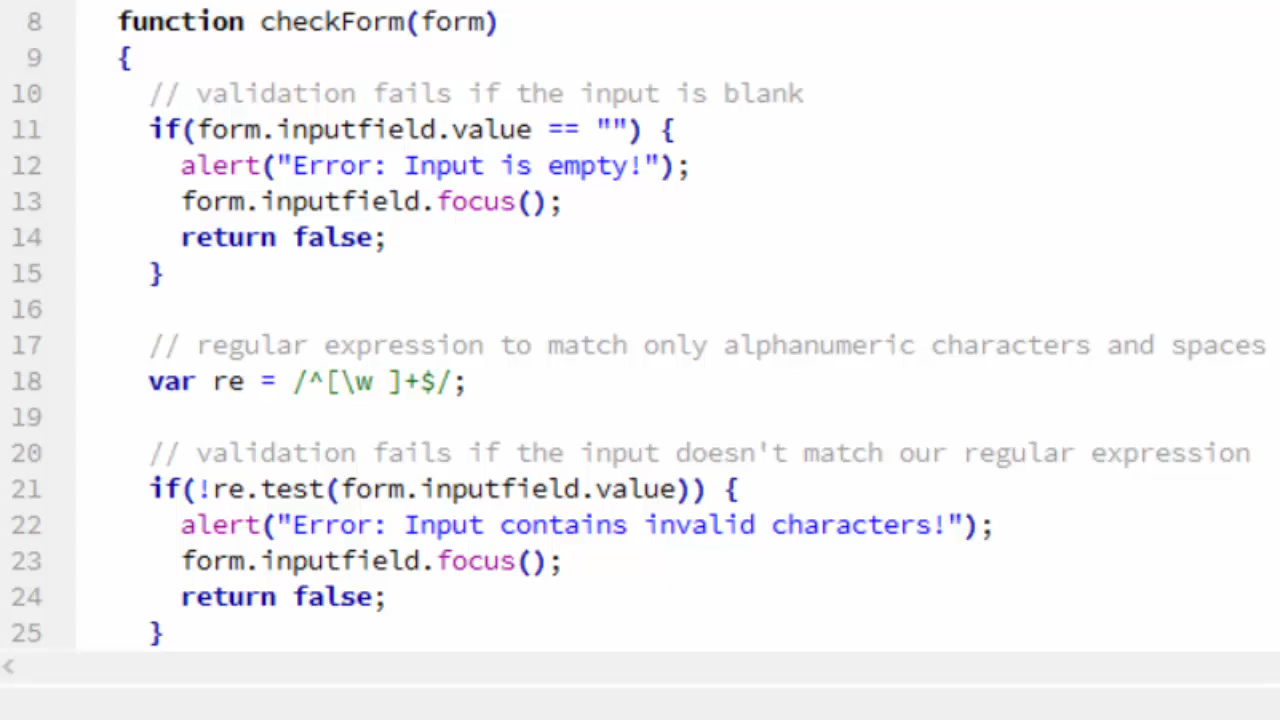 8 function checkForm(form)
9 {
10 // validation fails if the input is blank
11 if(form.inputfield.value == "") {
12 alert("Error: Input is empty!");
13 form.inputfield.focus();
14 return false;
15 }
16
17 // regular expression to match only alphanumeric characters and spaces
18 var re = /^[\w ]+$/;
19
20 // validation fails if the input doesn't match our regular expression
21 if(!re.test(form.inputfield.value)) {
22 alert("Error: Input contains invalid characters!");
23 form.inputfield.focus();
24 return false;
25 }